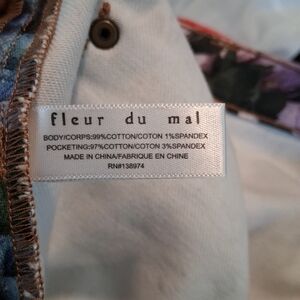 fleur du mal
BODY/CORPS:99%COTTON/COTON 1%SPANDEX
POCKETING:97%COTTON/COTON 3%SPANDEX
MADE IN CHINA/FABRIQUE EN CHINE
RN#138974